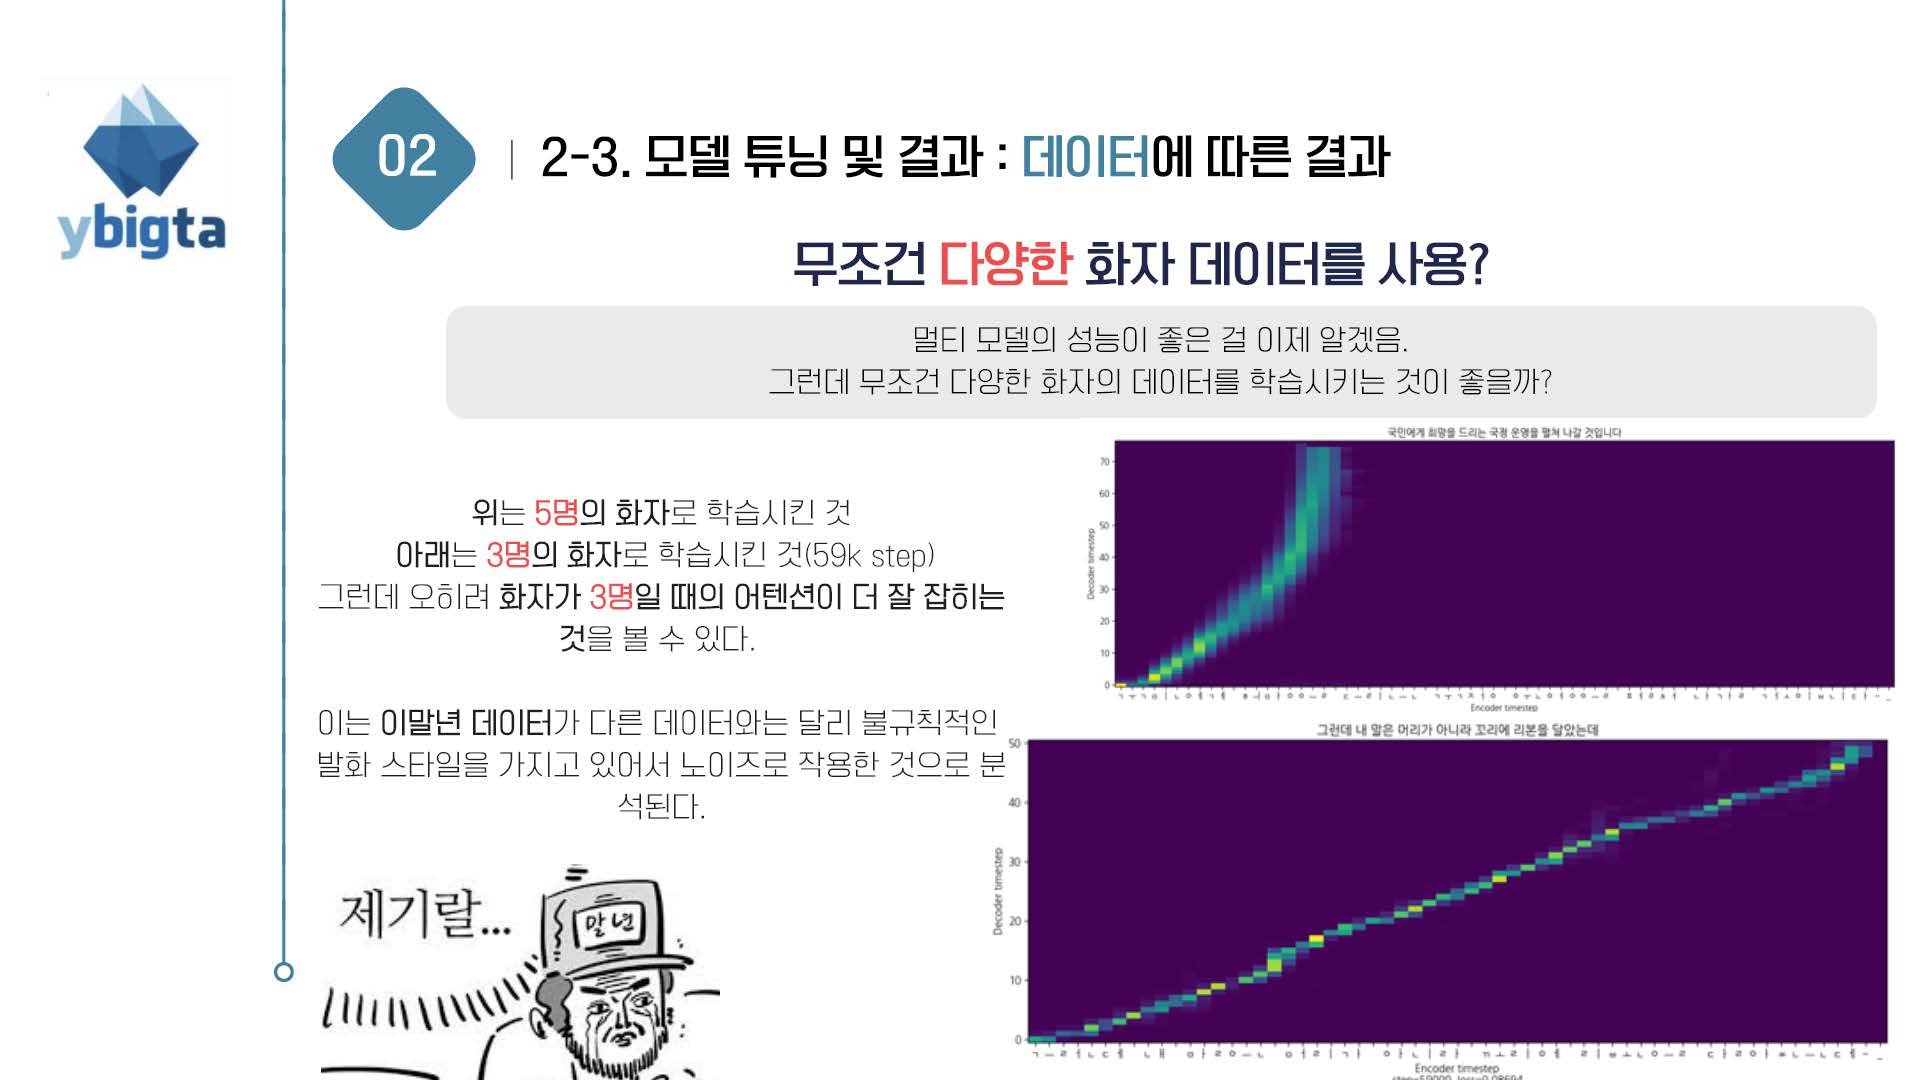 ybigta
02
2-3. 모델 튜닝 및 결과 : 데이터에 따른 결과
무조건 다양한 화자 데이터를 사용?
멀티 모델의 성능이 좋은 걸 이제 알겠음.
그런데 무조건 다양한 화자의 데이터를 학습시키는 것이 좋을까?
위는 5명의 화자로 학습시킨 것
아래는 3명의 화자로 학습시킨 것(59k step)
그런데 오히려 화자가 3명일 때의 어텐션이 더 잘 잡히는
것을 볼 수 있다.
이는 이말년 데이터가 다른 데이터와는 달리 불규칙적인
발화 스타일을 가지고 있어서 노이즈로 작용한 것으로 분
석된다.
제기랄...
말년
국민에게 희망을 드리는 국정 운영을 펼쳐 나갈 것입니다
Decoder timestep
70
60
50
40
30
20
10
0
Encoder timestep
그런데 내 말은 머리가 아니라 꼬리에 리본을 달았는데
Decoder timestep
50
40
30
20
10
0
Encoder timestep